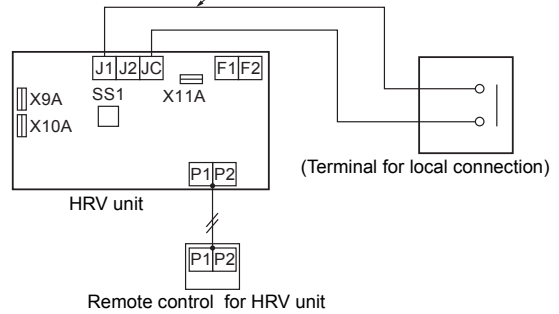 J1 J2 JC F1 F2
X9A SS1 X11A
X10A
(Terminal for local connection)
P1 P2
HRV unit
P1 P2
Remote control for HRV unit